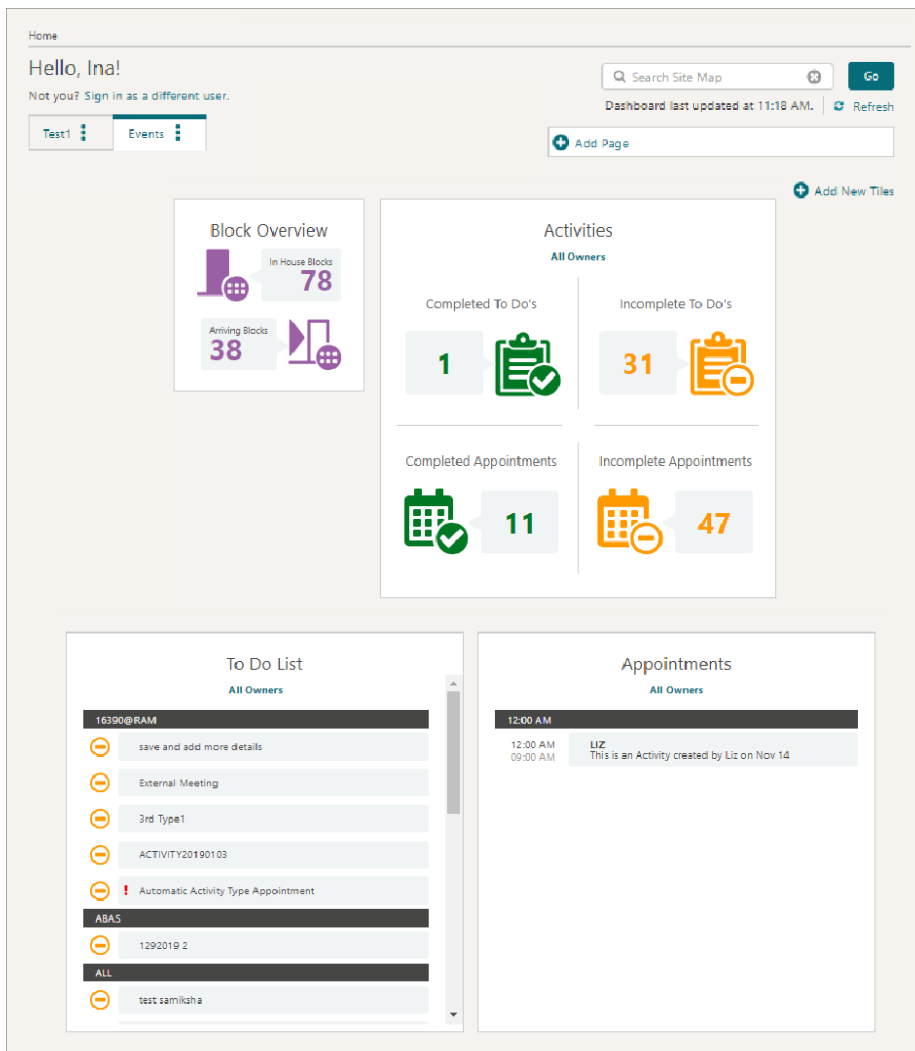 Home
Hello, Ina!
Not you? Sign in as a different user.
Search Site Map
Go
Dashboard last updated at 11:18 AM.
Refresh
Test1
Events
Add Page
Add New Tiles
Block Overview
In House Blocks
78
Arriving Blocks
38
Activities
All Owners
Completed To Do's
1
Incomplete To Do's
31
Completed Appointments
11
Incomplete Appointments
47
To Do List
All Owners
16390@RAM
save and add more details
External Meeting
3rd Type1
ACTIVITY20190103
! Automatic Activity Type Appointment
ABAS
1292019 2
ALL
test samiksha
Appointments
All Owners
12:00 AM
12:00 AM
09:00 AM
LIZ
This is an Activity created by Liz on Nov 14